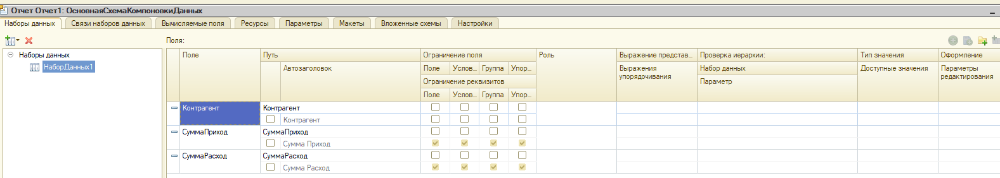 Отчет Отчет1: ОсновнаяСхемаКомпоновкиДанных
Наборы данных Связи наборов данных Вычисляемые поля Ресурсы Параметры Макеты Вложенные схемы Настройки
Поля:
Наборы данных
НаборДанных1
Поле Путь Ограничение поля Роль Выражение представ... Проверка иерархии: Тип значения Оформление
Автозаголовок Поле Услов... Группа Упор... Выражения упорядочивания Набор данных Доступные значения Параметры редактирования
Ограничение реквизитов Параметр
Поле Услов... Группа Упор...
Контрагент Контрагент
Контрагент
СуммаПриход СуммаПриход
Сумма Приход
СуммаРасход СуммаРасход
Сумма Расход